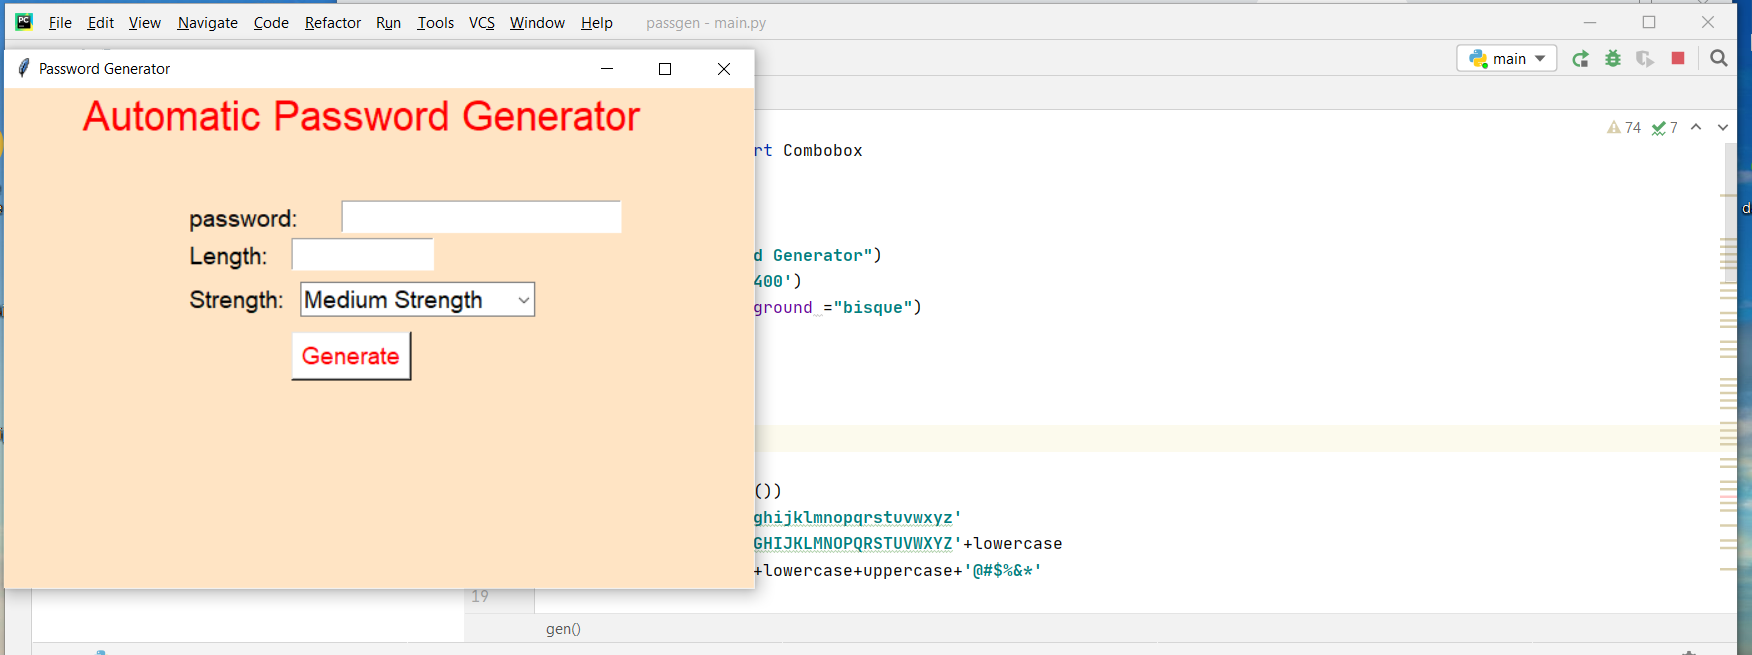 File Edit View Navigate Code Refactor Run Tools VCS Window Help passgen - main.py
Password Generator
main
Automatic Password Generator
74 7
rt Combobox
password:
Length:
d Generator")
400')
Strength: Medium Strength
ground ="bisque")
Generate
())
ghijklmnopqrstuvwxyz'
GHIJKLMNOPQRSTUVWXYZ'+lowercase
+lowercase+uppercase+'@#$%&*'
19
gen()